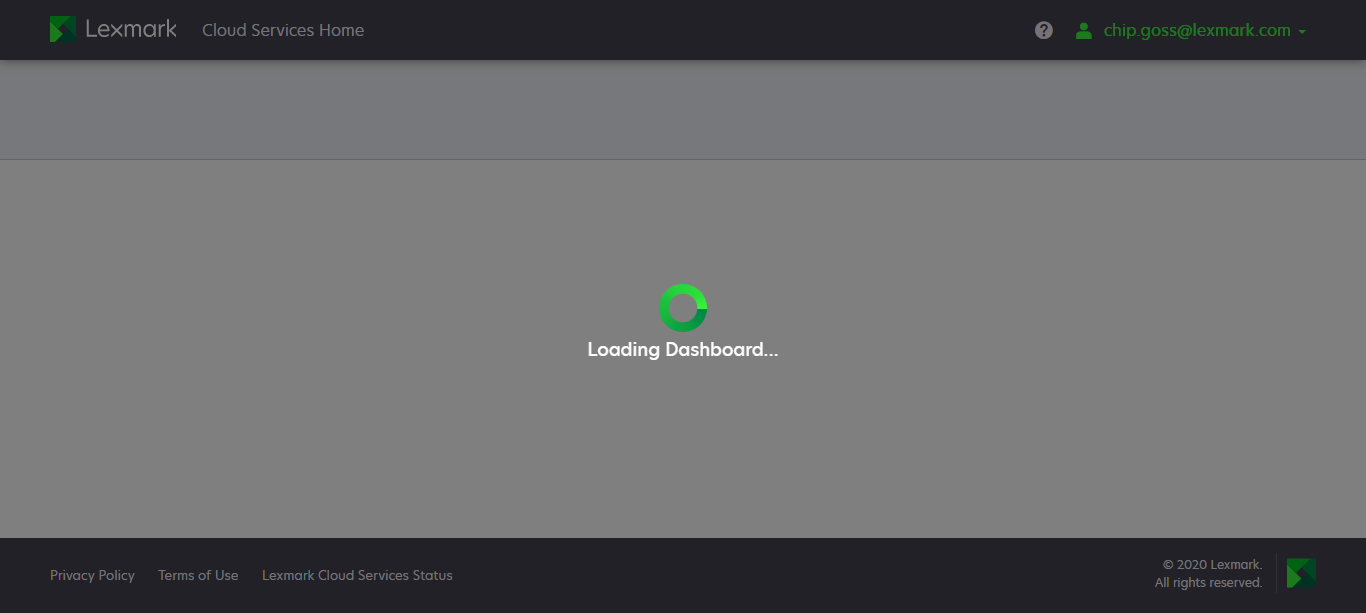 Lexmark Cloud Services Home ? chip.goss@lexmark.com
Loading Dashboard...
Privacy Policy Terms of Use Lexmark Cloud Services Status
© 2020 Lexmark.
All rights reserved.